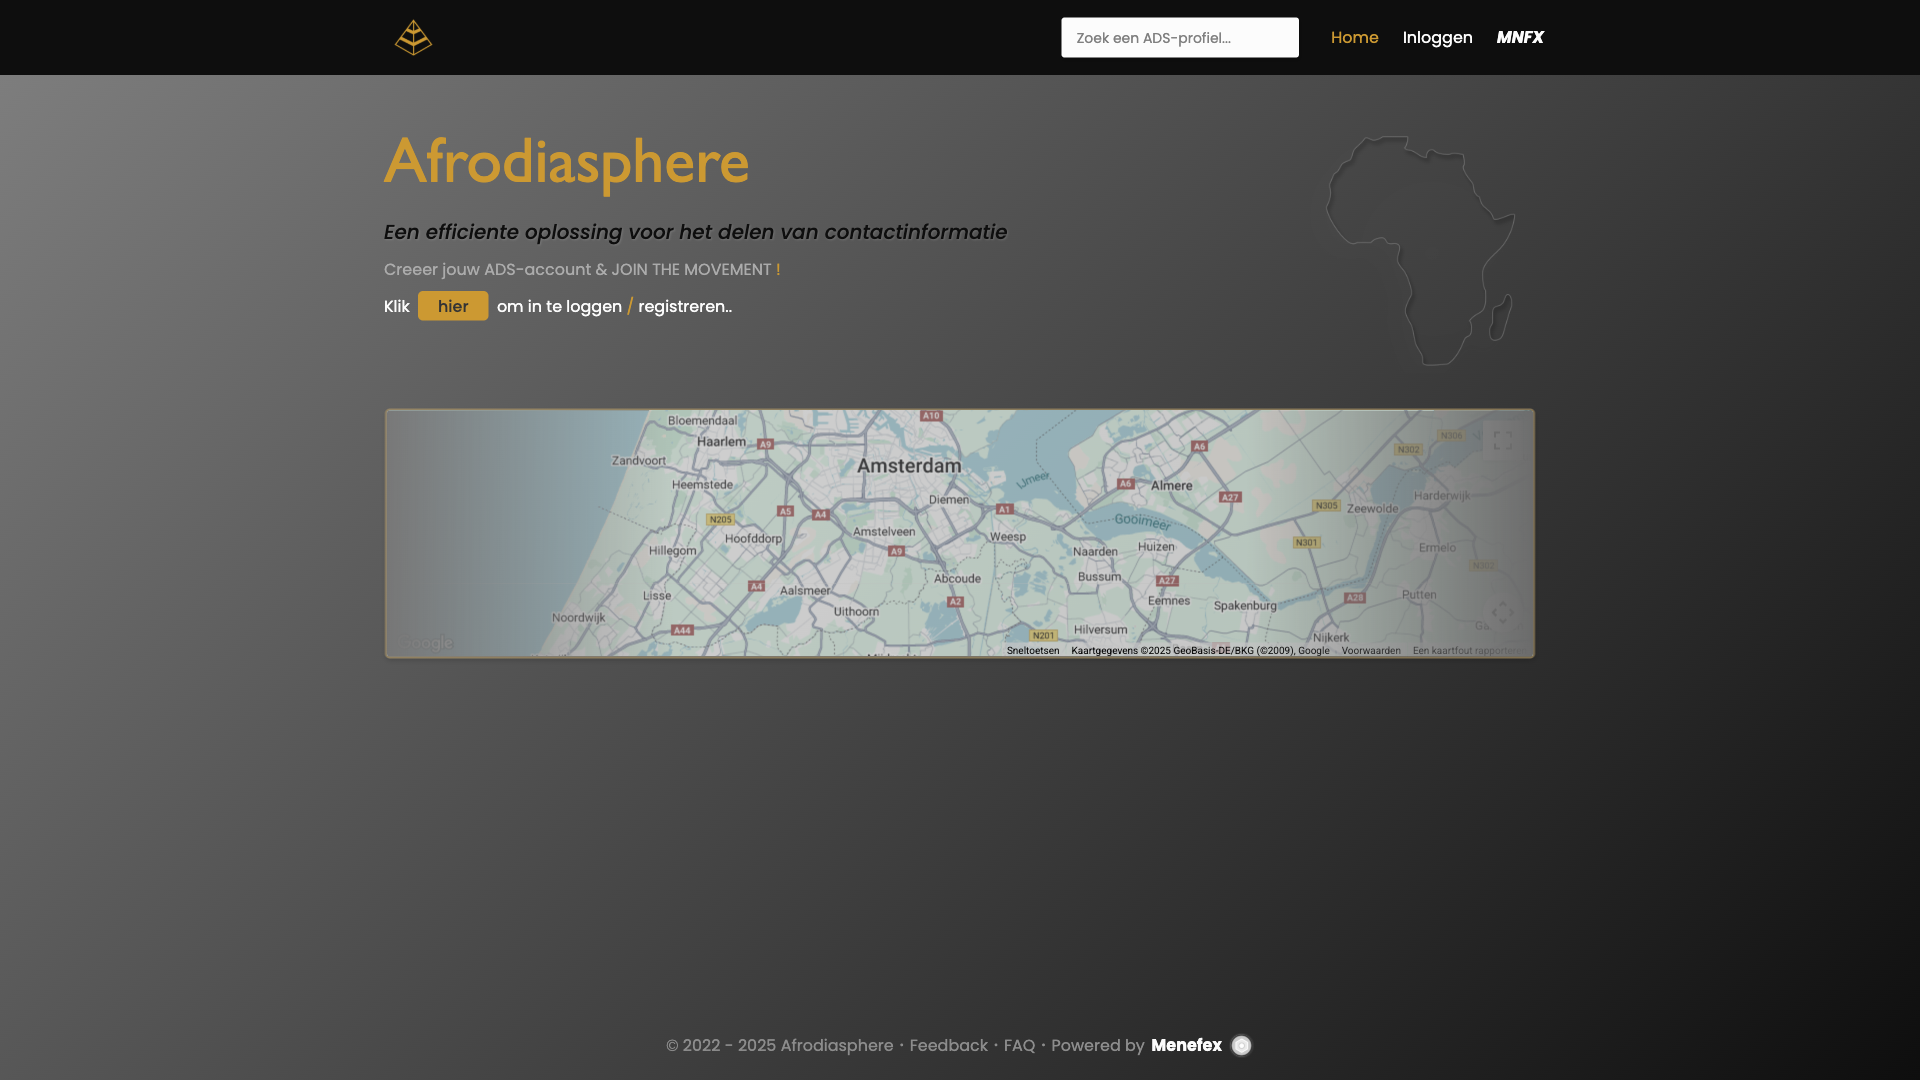 Zoek een ADS-profiel...
Home
Inloggen
MNFX
Afrodiasphere
Een efficiente oplossing voor het delen van contactinformatie
Creeer jouw ADS-account & JOIN THE MOVEMENT !
Klik hier om in te loggen / registreren..
Bloemendaal
A10
Haarlem
A9
A6
N302
N306
Zandvoort
Amsterdam
Heemstede
IJmeer
A6
Almere
Diemen
A27
Harderwijk
A5
A4
A1
N305
Zeewolde
N205
Gooimeer
Hoofddorp
Amstelveen
Weesp
N301
Hillegom
A9
Naarden
Huizen
Ermelo
N302
Abcoude
Bussum
A27
A4
Aalsmeer
Lisse
A2
Eemnes
Spakenburg
A28
Putten
Noordwijk
Uithoorn
A44
N201
Hilversum
Nijkerk
Google
Sneltoetsen
Kaartgegevens ©2025 GeoBasis-DE/BKG (©2009), Google
Voorwaarden
Een kaartfout rapporteren
© 2022 - 2025 Afrodiasphere · Feedback · FAQ · Powered by Menefex